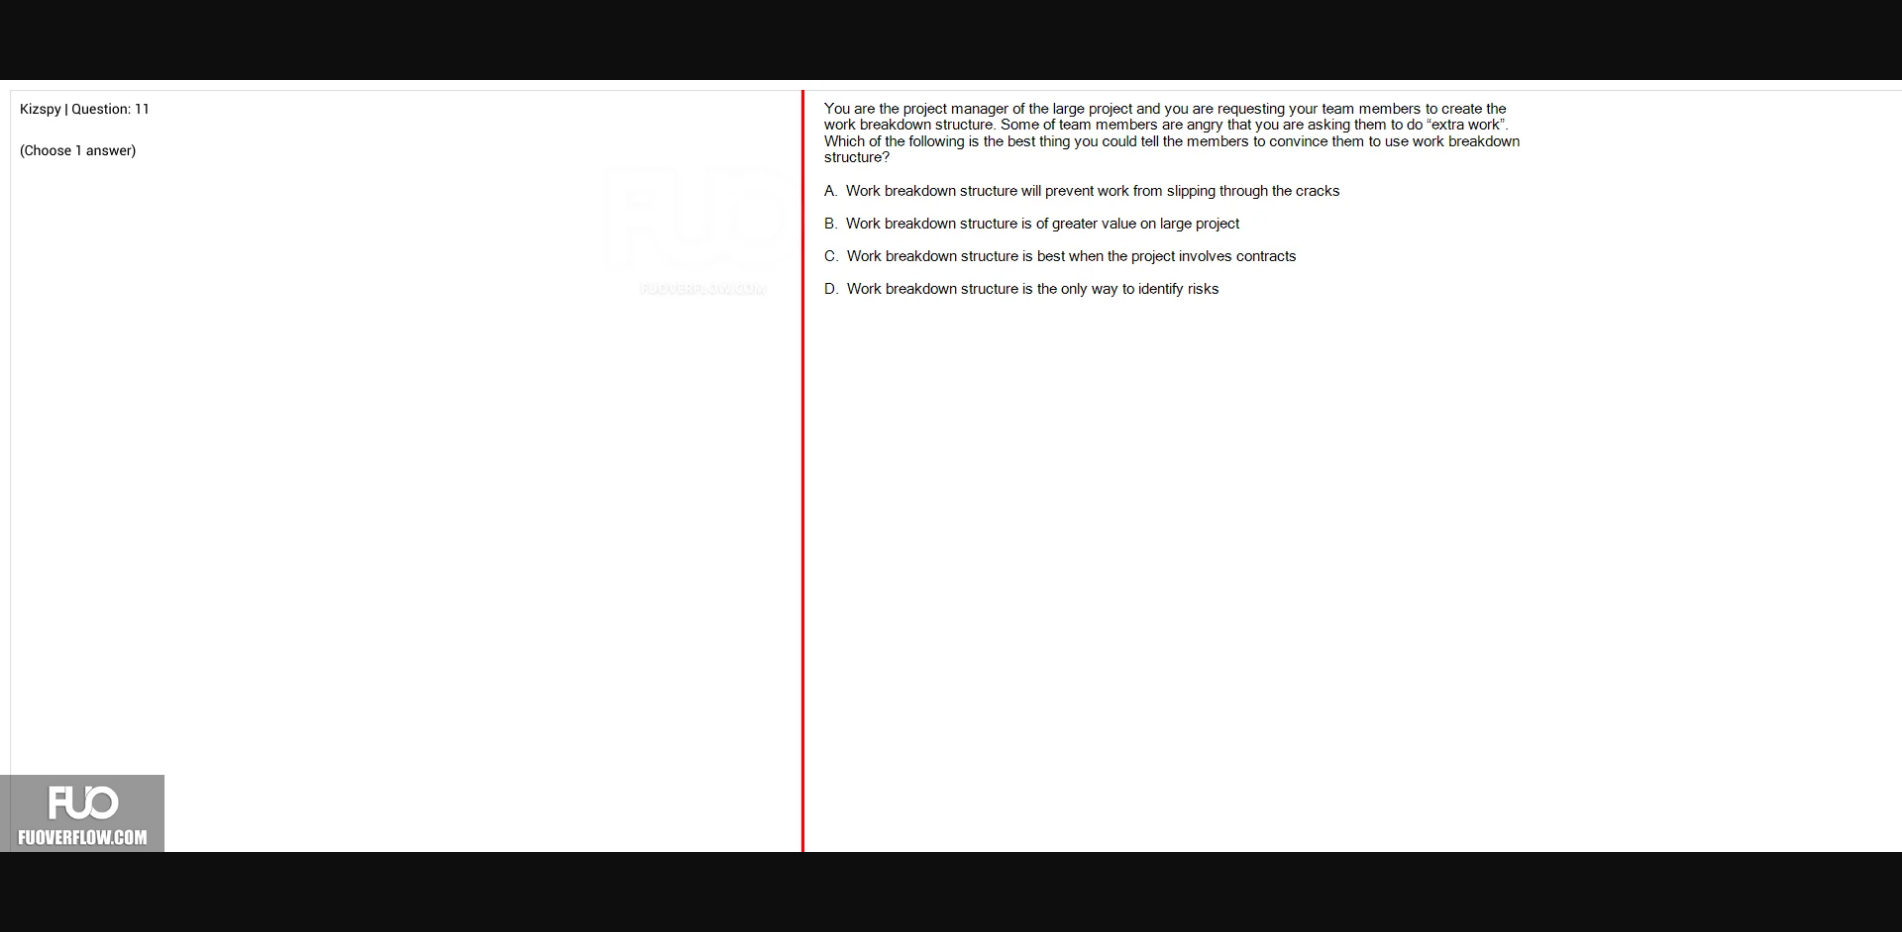 Kizspy | Question: 11
(Choose 1 answer)
You are the project manager of the large project and you are requesting your team members to create the
work breakdown structure. Some of team members are angry that you are asking them to do “extra work”.
Which of the following is the best thing you could tell the members to convince them to use work breakdown
structure?
A. Work breakdown structure will prevent work from slipping through the cracks
B. Work breakdown structure is of greater value on large project
C. Work breakdown structure is best when the project involves contracts
D. Work breakdown structure is the only way to identify risks
FUO
FUOVERFLOW.COM
FUO
FUOVERFLOW.COM